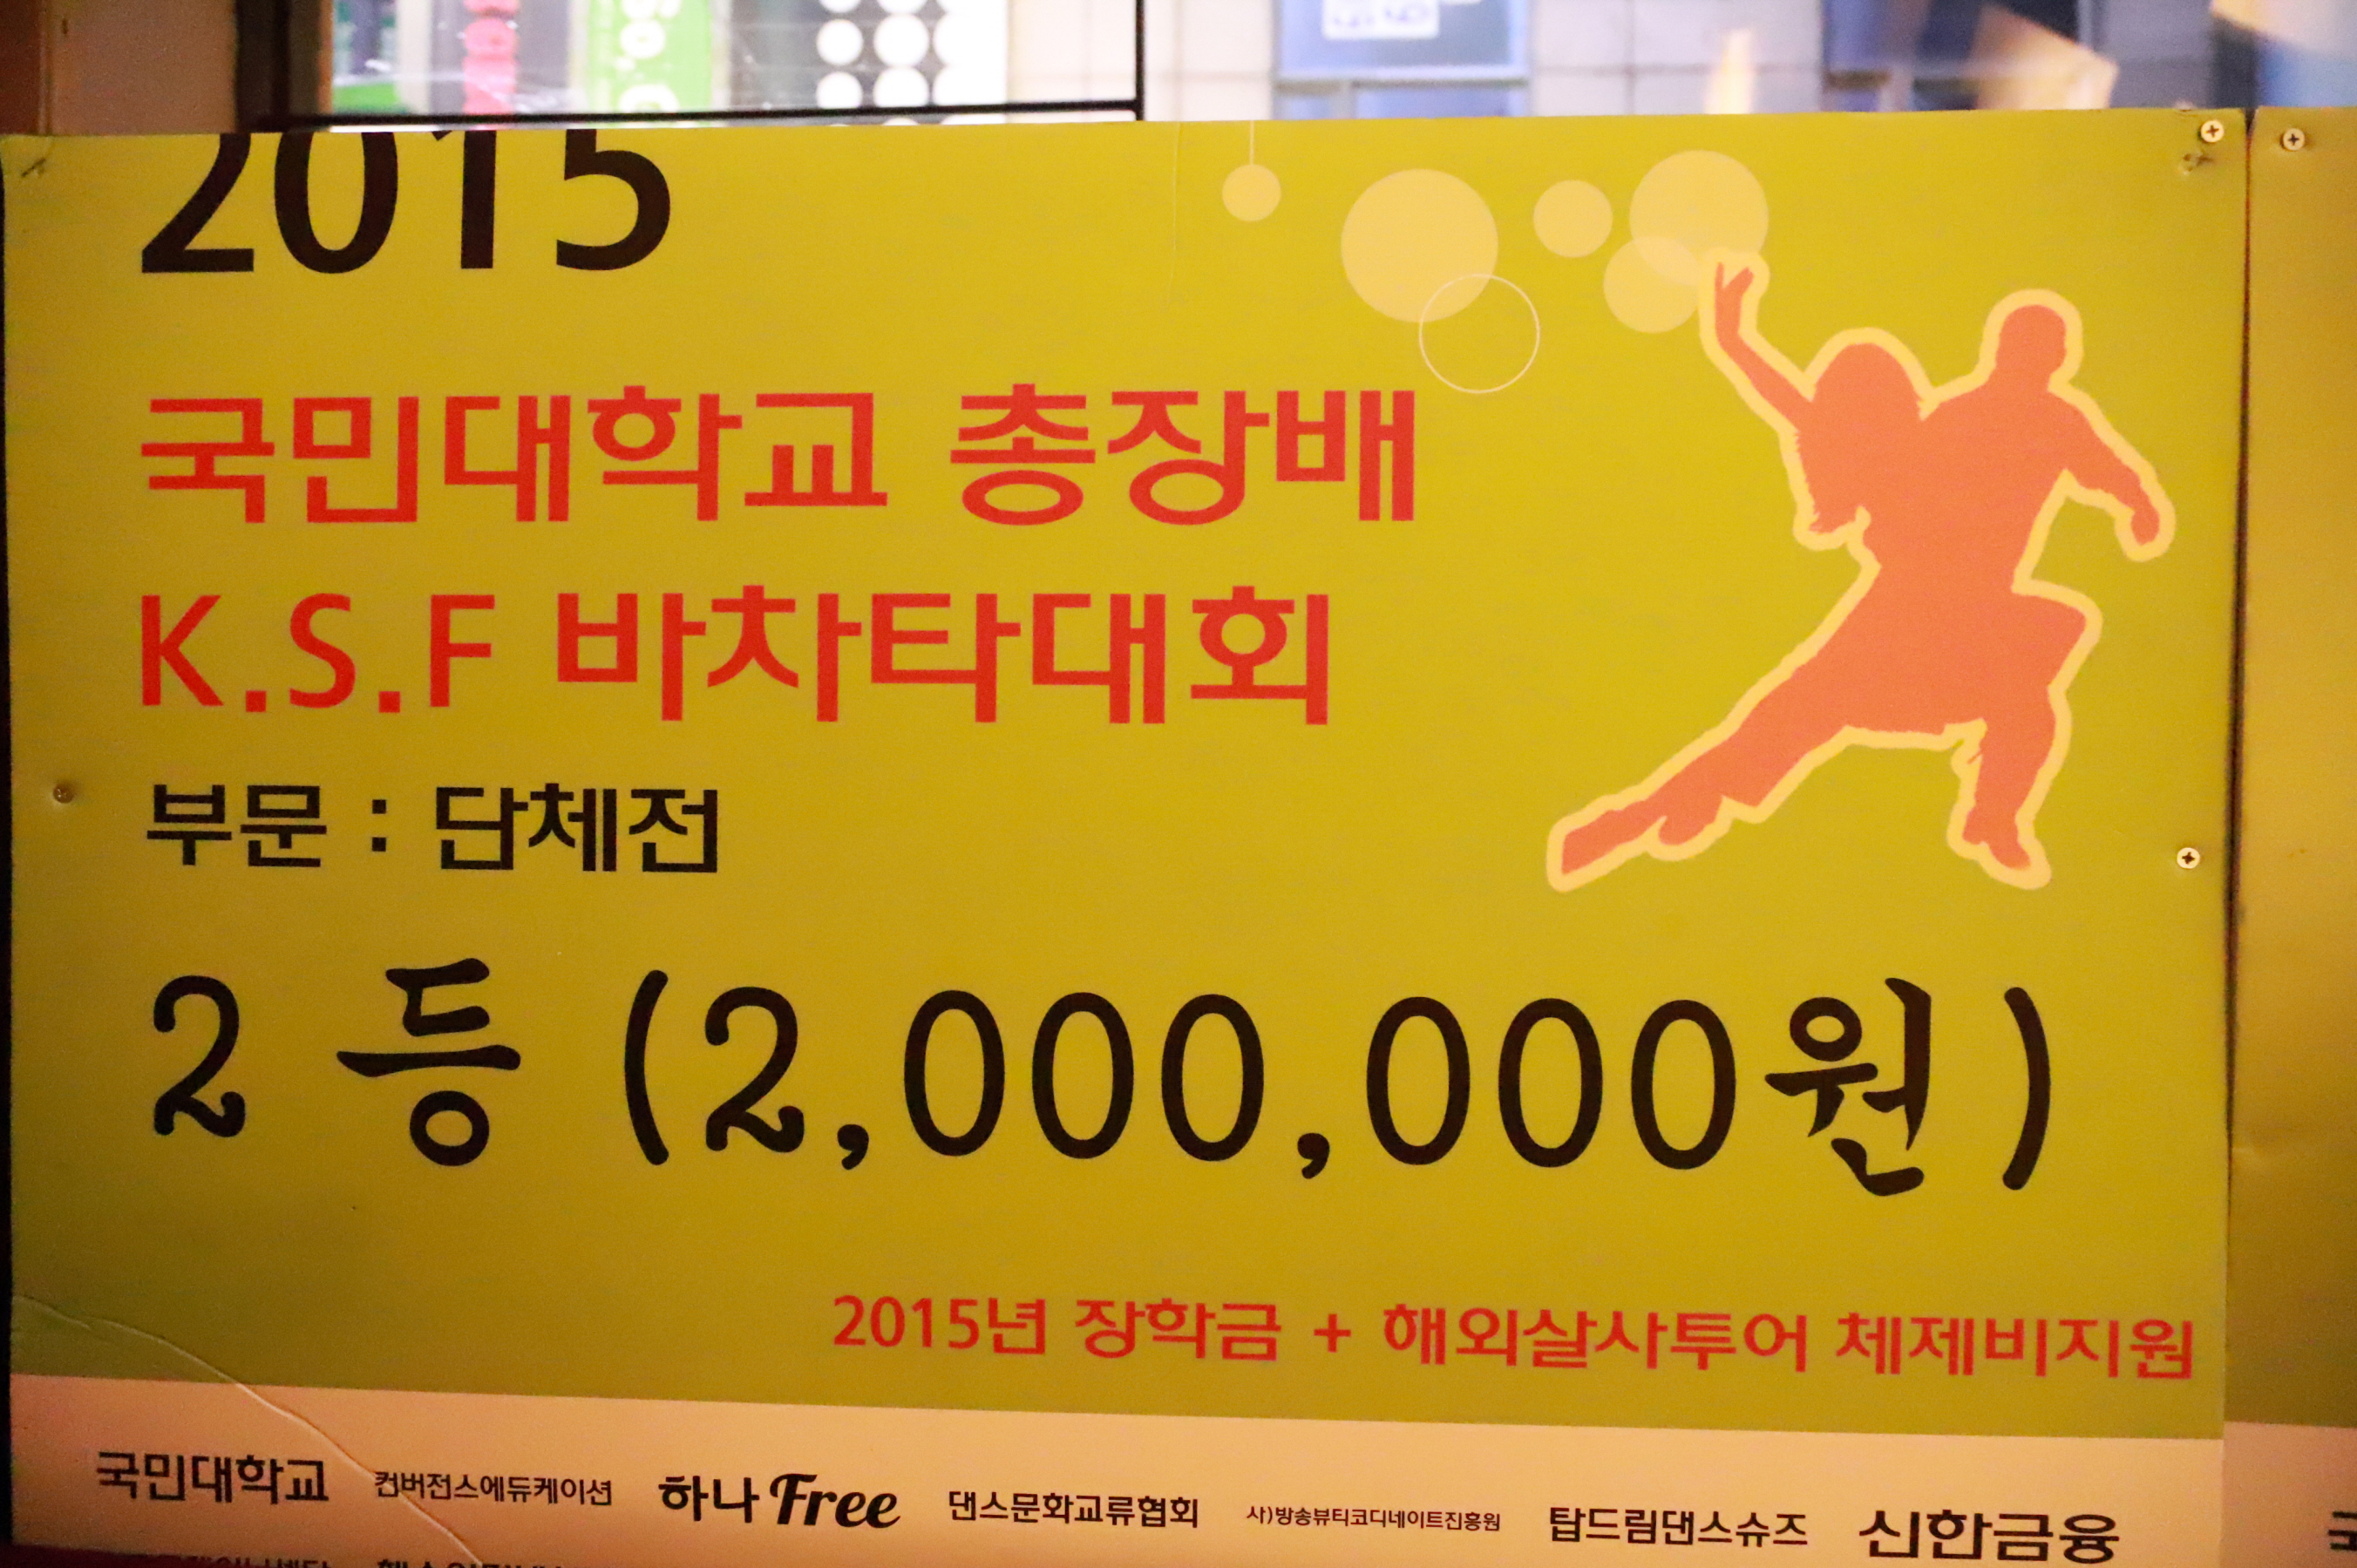 2015
국민대학교 총장배
K.S.F 바차타대회
부문 : 단체전
2 등 (2,000,000원)
2015년 장학금 + 해외살사투어 체제비지원
국민대학교 컨버전스에듀케이션 하나 Free 댄스문화교류협회 사)방송뷰티코디네이트진흥원 탑드림댄스슈즈 신한금융